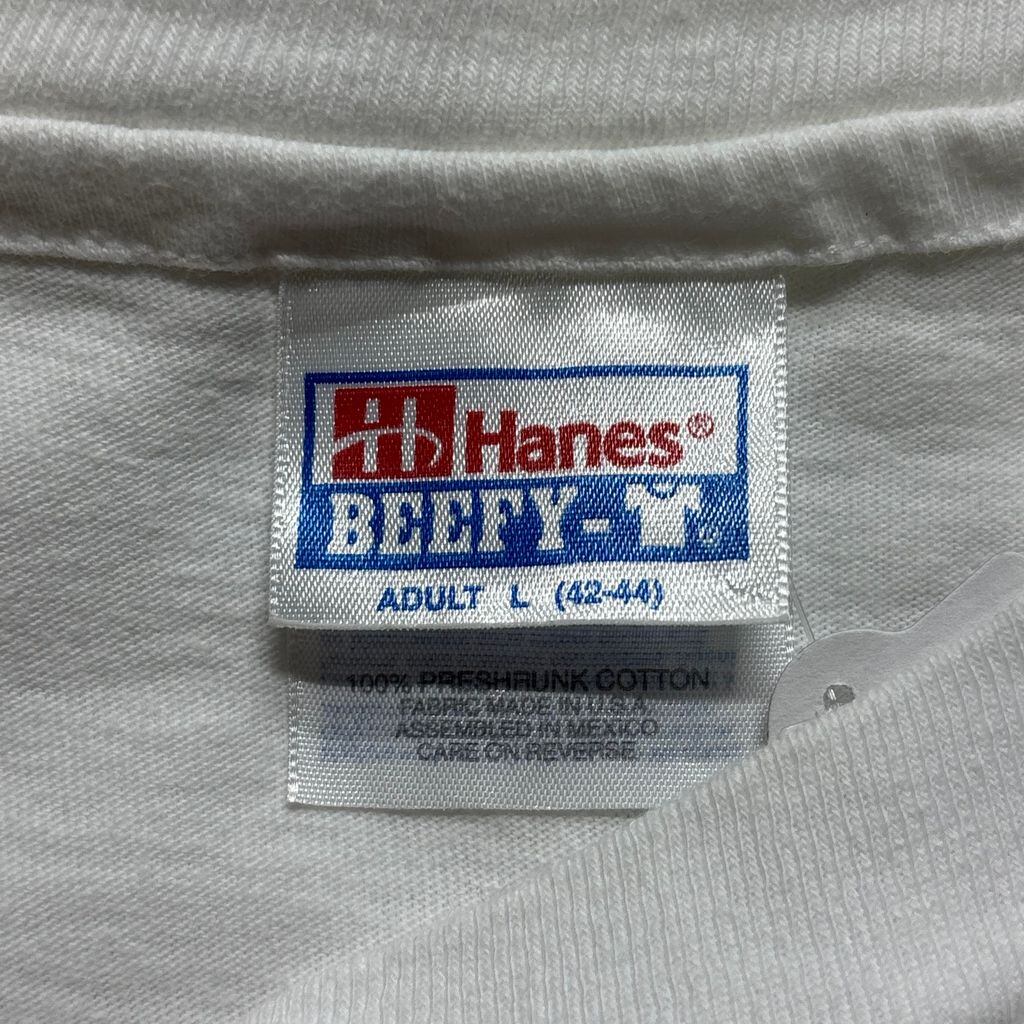 Hanes®
BEEFY-
ADULT L (42-44)
100% PRESHRUNK COTTON
FABRIC MADE IN U.S.A.
ASSEMBLED IN MEXICO
CARE ON REVERSE